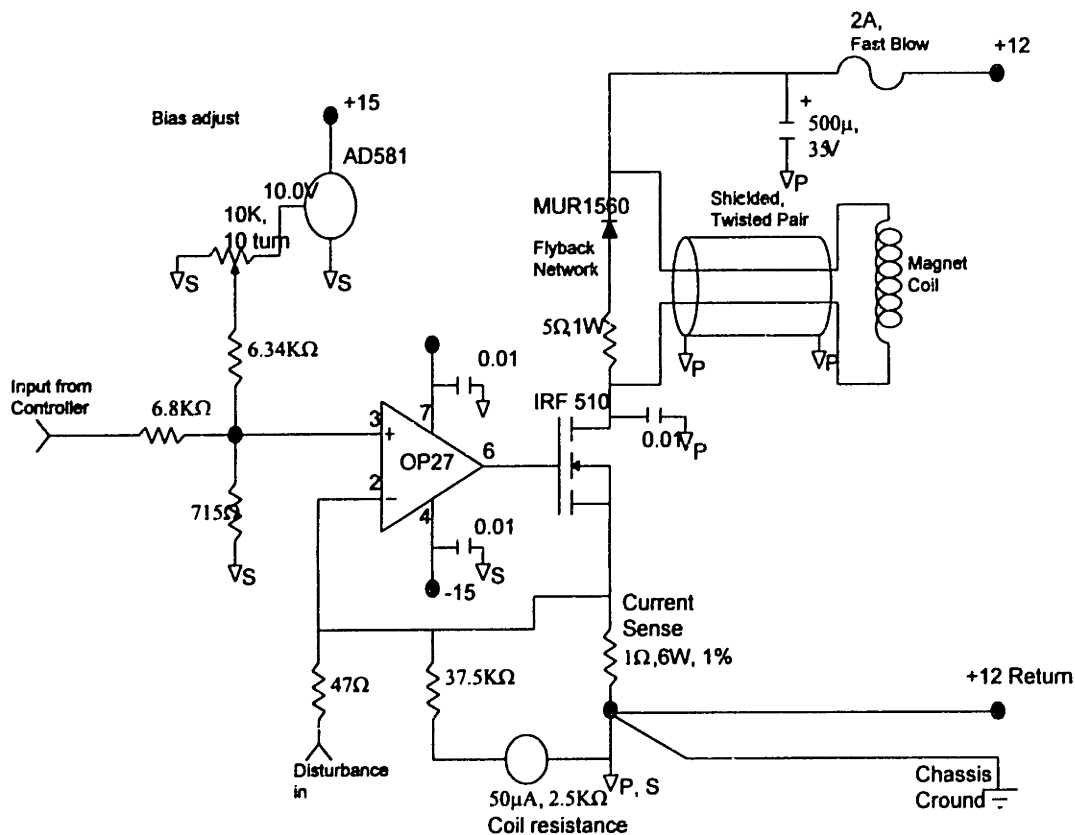 2A,
Fast Blow
+12
+15
Bias adjust
AD581
+
500µ,
35V
P
10.0V
10K,
10 turn
S
S
MUR1560
Shielded,
Twisted Pair
Flyback
Network
Magnet
Coil
5Ω,1W
P
P
6.34KΩ
0.01
Input from
Controller
6.8KΩ
7
3
+
IRF 510
0.01
P
OP27
6
2
−
4
715Ω
0.01
S
S
-15
Current
Sense
1Ω,6W, 1%
37.5KΩ
47Ω
+12 Return
Disturbance
in
P, S
50µA, 2.5KΩ
Coil resistance
Chassis
Cround